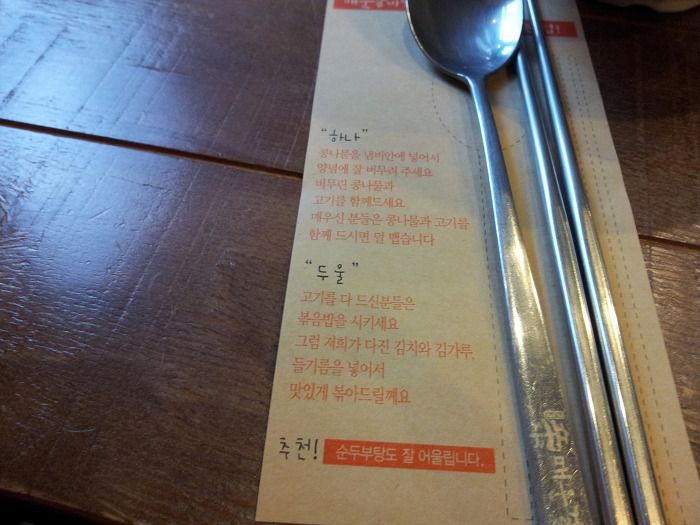 "하나"
콩나물을 냄비안에 넣어서
양념에 잘 버무려 주세요
버무린 콩나물과
고기를 함께드세요
매우신 분들은 콩나물과 고기를
함께 드시면 덜 맵습니다
"두울"
고기를 다 드신분들은
볶음밥을 시키세요
그럼 저희가 다진 김치와 김가루,
들기름을 넣어서
맛있게 볶아드릴께요
추천! 순두부탕도 잘 어울립니다.